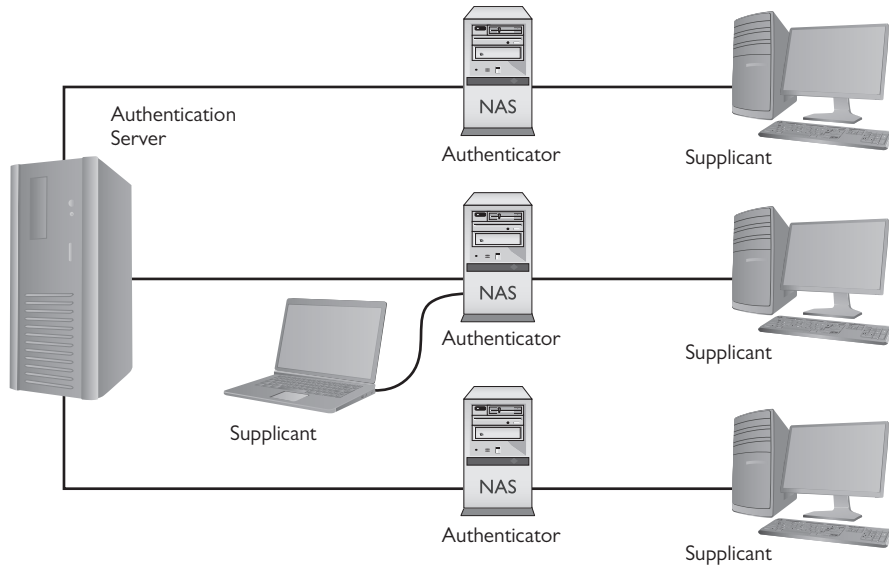 Authentication
Server
NAS
Authenticator
Supplicant
NAS
Authenticator
Supplicant
Supplicant
NAS
Authenticator
Supplicant